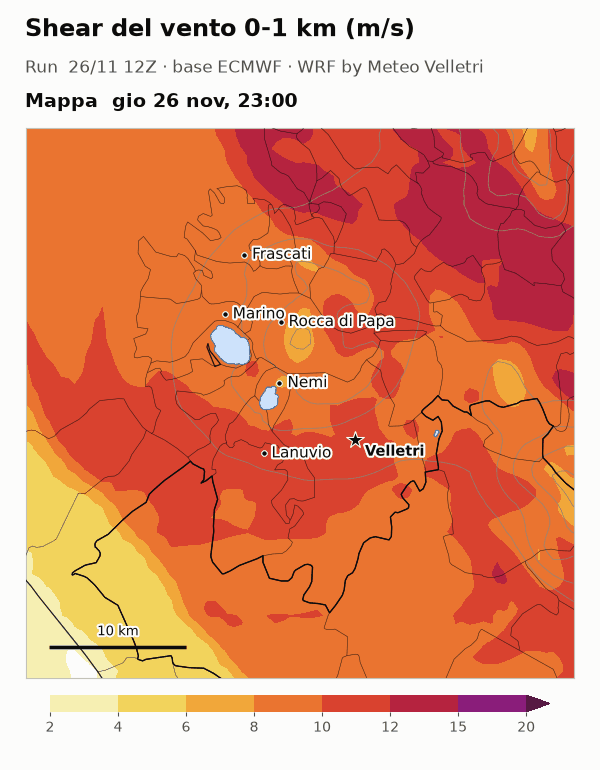 Shear del vento 0-1 km (m/s)
Run 26/11 12Z · base ECMWF · WRF by Meteo Velletri
Mappa gio 26 nov, 23:00
Frascati
Marino
Rocca di Papa
Nemi
Velletri
Lanuvio
10 km
2 4 6 8 10 12 15 20